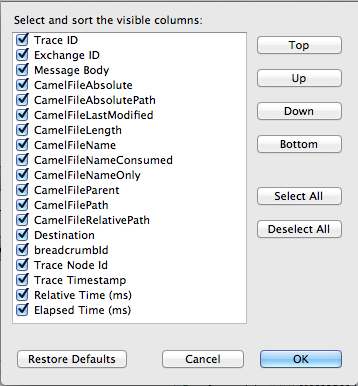 Select and sort the visible columns:
Trace ID
Exchange ID
Message Body
CamelFileAbsolute
CamelFileAbsolutePath
CamelFileLastModified
CamelFileLength
CamelFileName
CamelFileNameConsumed
CamelFileNameOnly
CamelFileParent
CamelFilePath
CamelFileRelativePath
Destination
breadcrumbId
Trace Node Id
Trace Timestamp
Relative Time (ms)
Elapsed Time (ms)
Top
Up
Down
Bottom
Select All
Deselect All
Restore Defaults
Cancel
OK